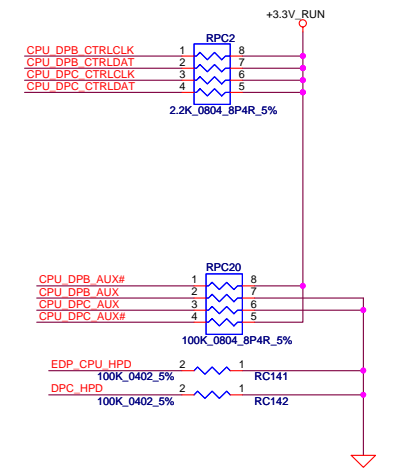 +3.3V_RUN
RPC2
CPU_DPB_CTRLCLK 1 8
CPU_DPB_CTRLDAT 2 7
CPU_DPC_CTRLCLK 3 6
CPU_DPC_CTRLDAT 4 5
2.2K_0804_8P4R_5%
RPC20
CPU_DPB_AUX# 1 8
CPU_DPB_AUX 2 7
CPU_DPC_AUX 3 6
CPU_DPC_AUX# 4 5
100K_0804_8P4R_5%
EDP_CPU_HPD 2 1
100K_0402_5% RC141
DPC_HPD 2 1
100K_0402_5% RC142